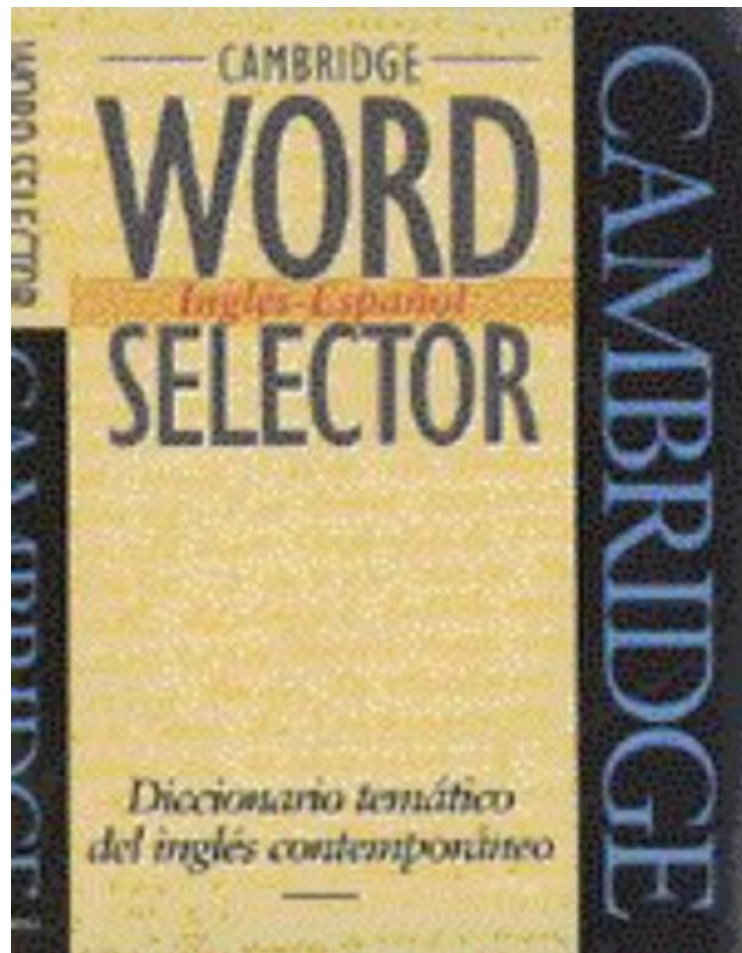 CAMBRIDGE
WORD
Inglés-Español
SELECTOR
Diccionario temático
del inglés contemporáneo
CAMBRIDGE
WORD SELECTOR
CAMBRIDGE